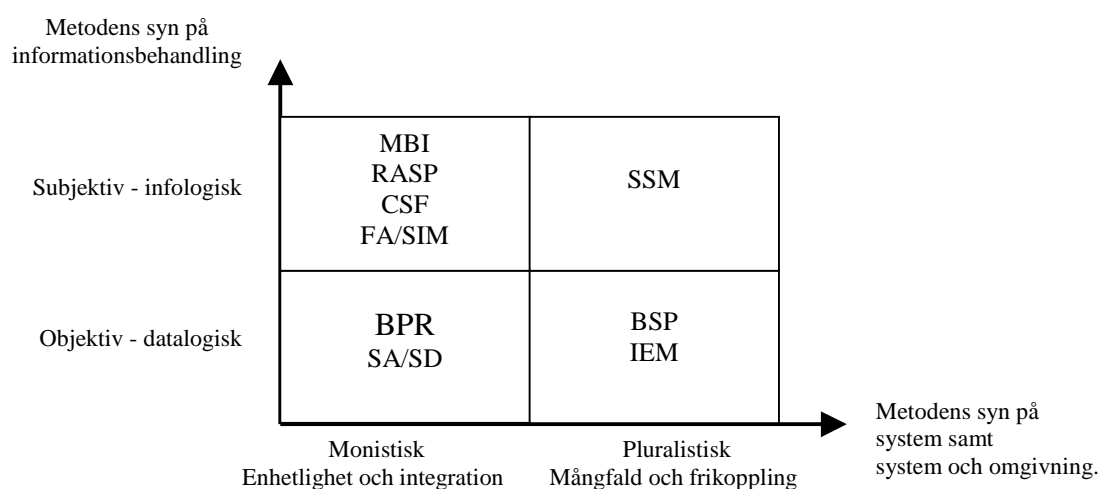 Metodens syn på
informationsbehandling
Subjektiv - infologisk
MBI
RASP
CSF
FA/SIM
SSM
Objektiv - datalogisk
BPR
SA/SD
BSP
IEM
Monistisk
Enhetlighet och integration
Pluralistisk
Mångfald och frikoppling
Metodens syn på
system samt
system och omgivning.